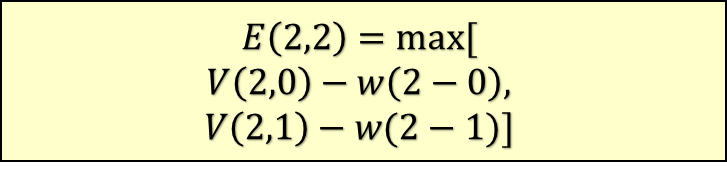 E(2,2) = max[
V(2,0) − w(2 − 0),
V(2,1) − w(2 − 1)]